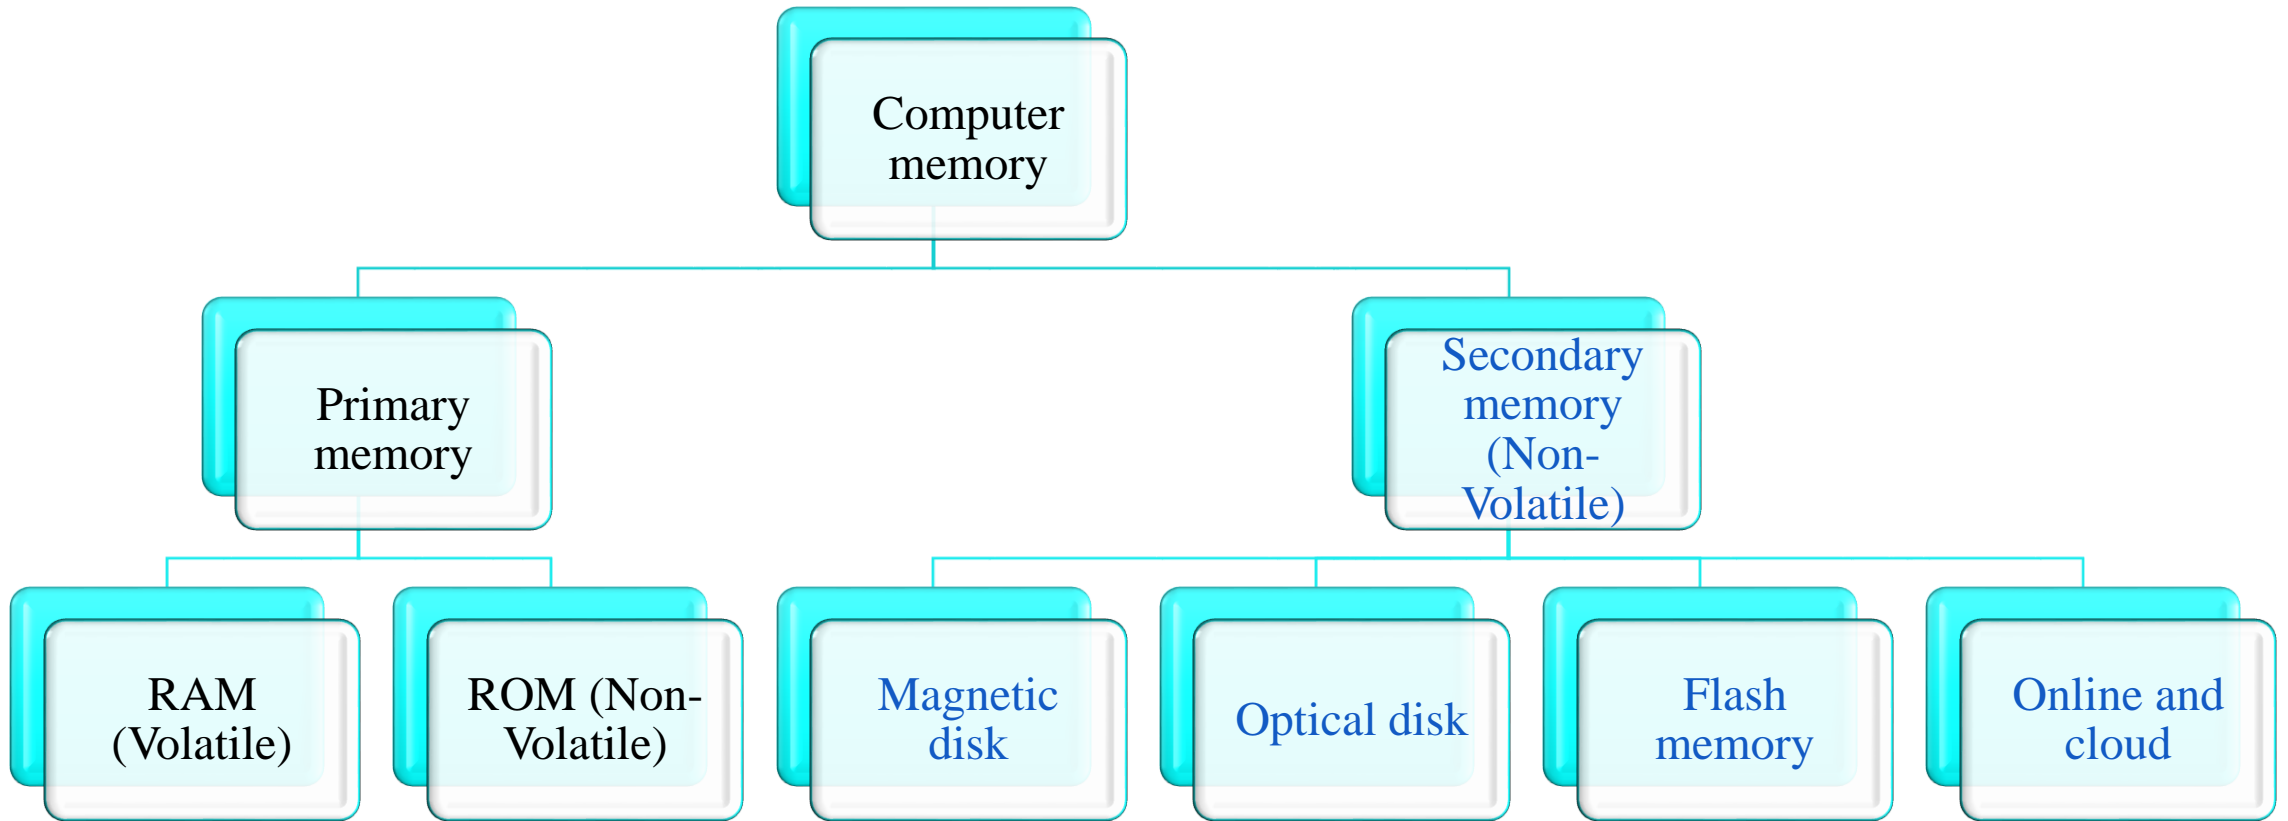 Computer
memory
Primary
memory
Secondary
memory
(Non-
Volatile)
RAM
(Volatile)
ROM (Non-
Volatile)
Magnetic
disk
Optical disk
Flash
memory
Online and
cloud